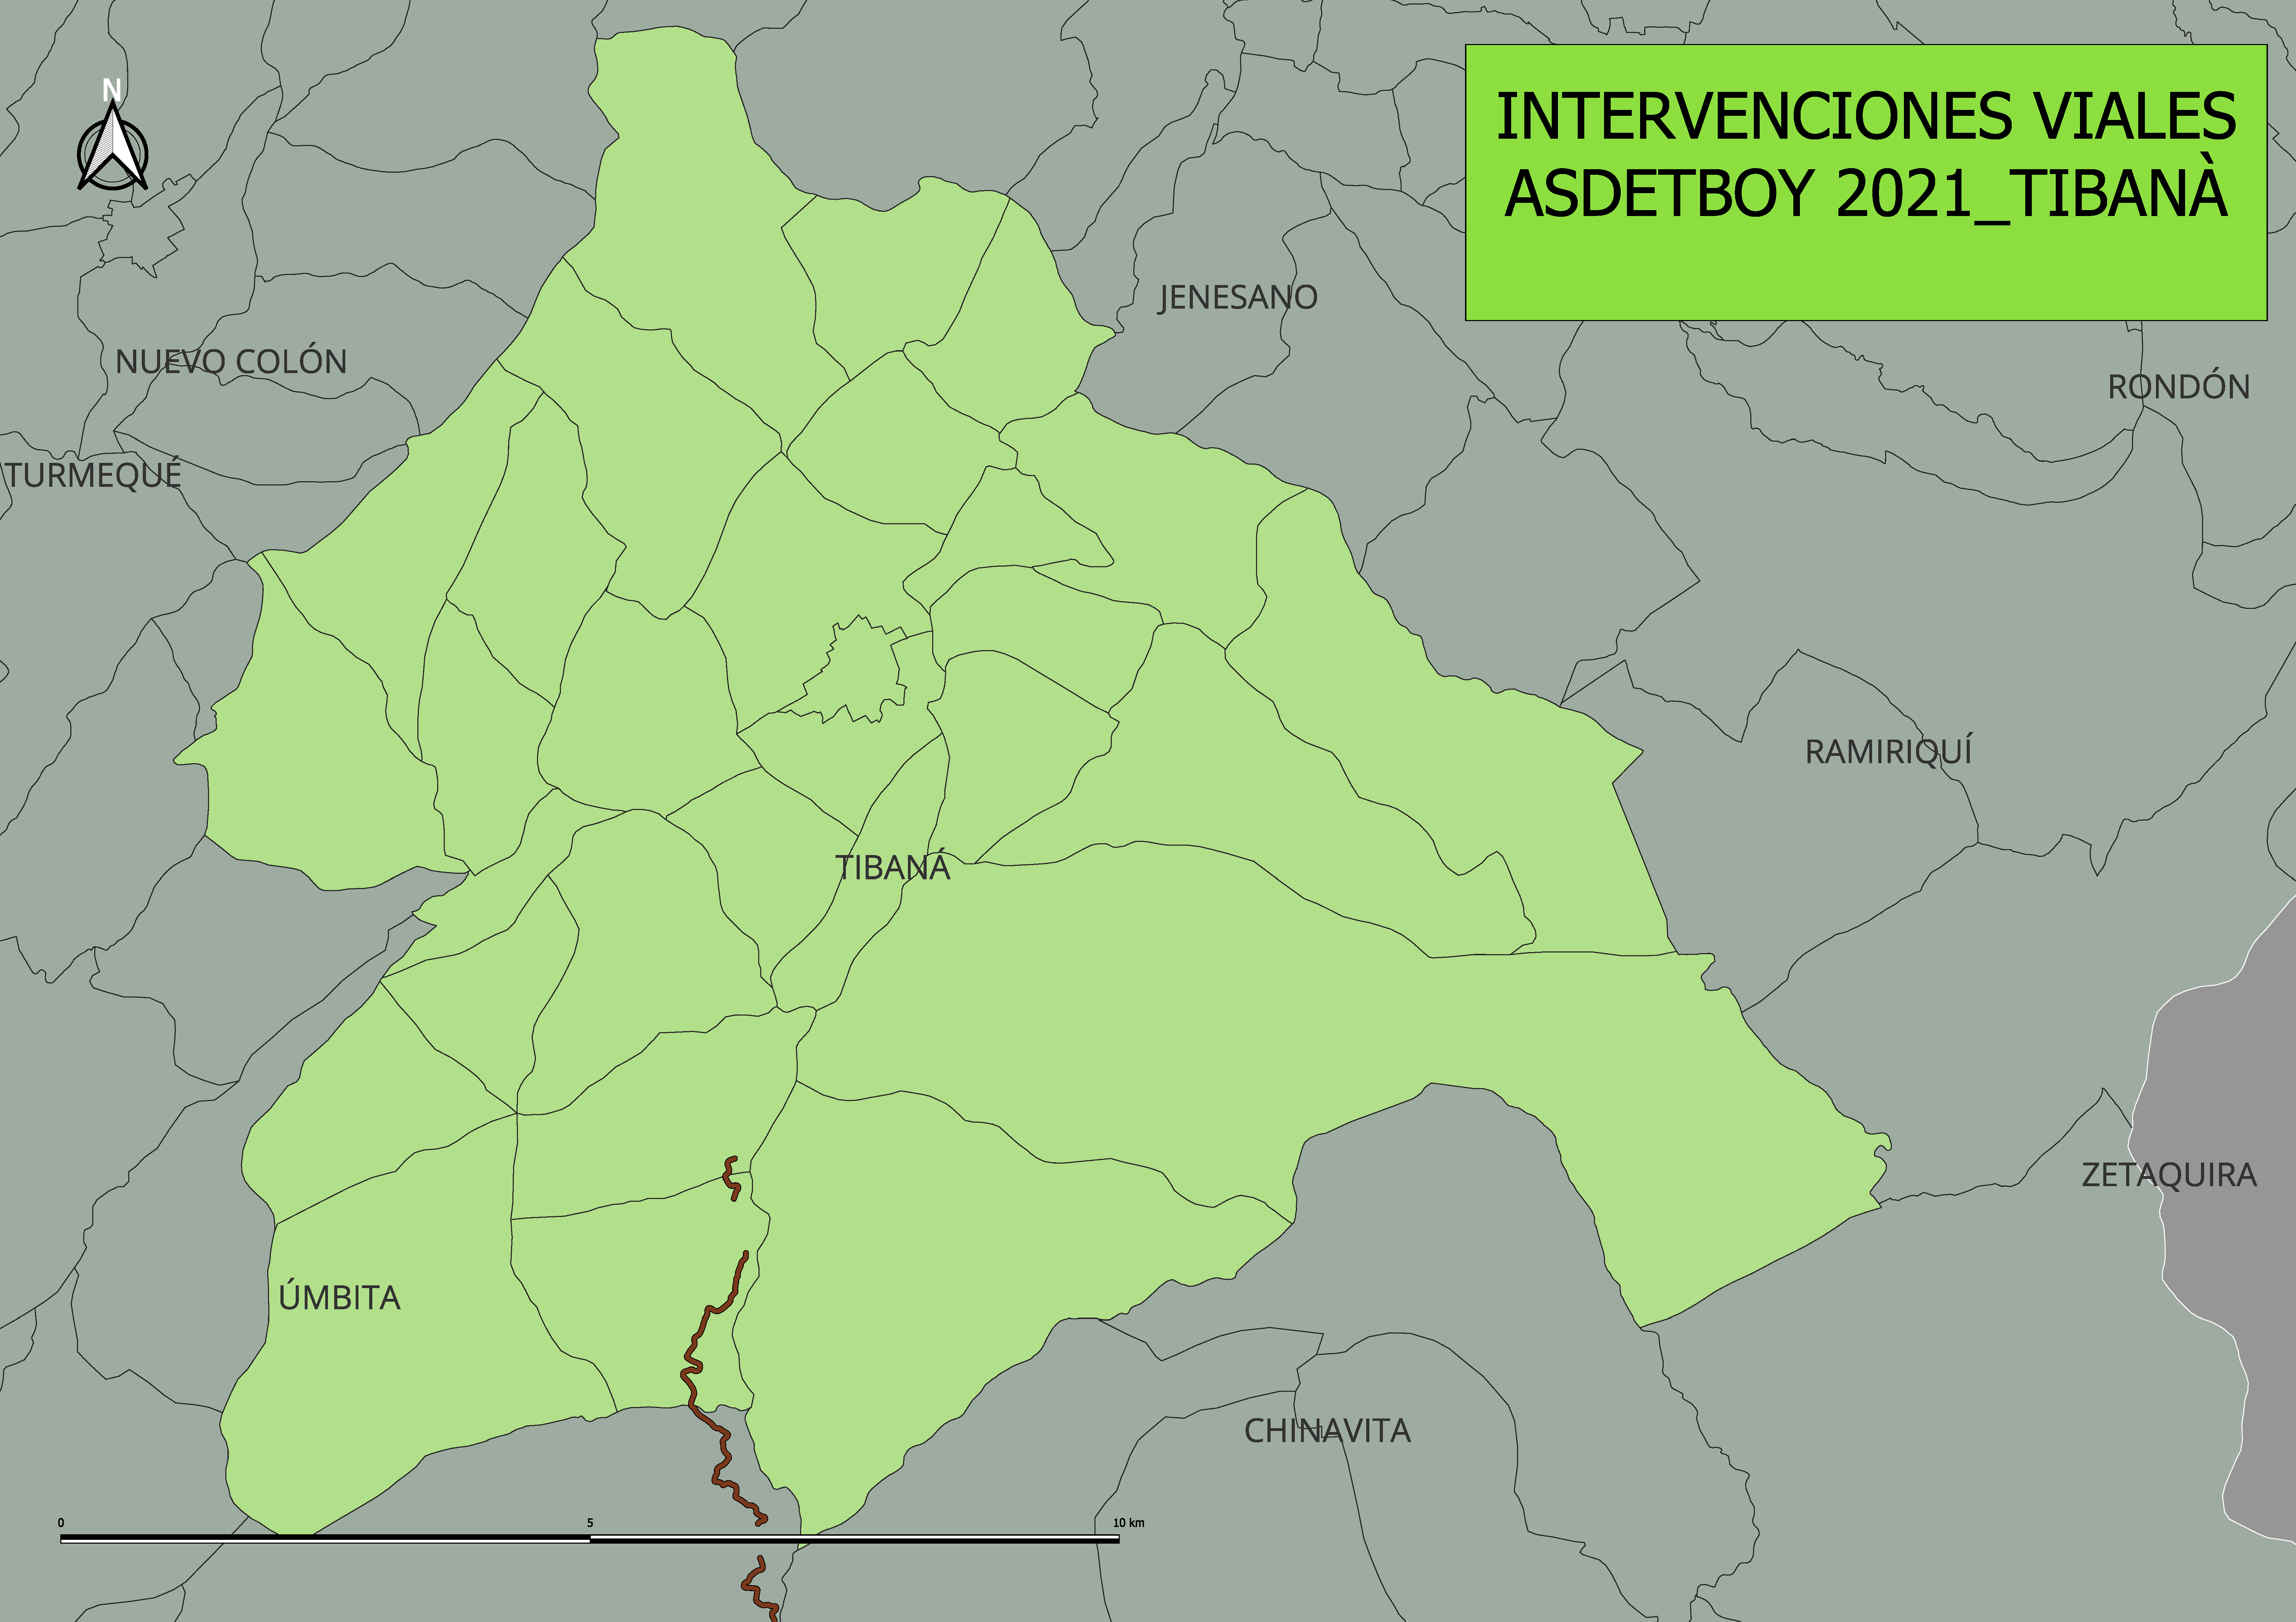 N
INTERVENCIONES VIALES
ASDETBOY 2021_TIBANÀ
JENESANO
NUEVO COLÓN
RONDÓN
TURMEQUÉ
RAMIRIQUÍ
TIBANÁ
ZETAQUIRA
ÚMBITA
CHINAVITA
0 5 10 km